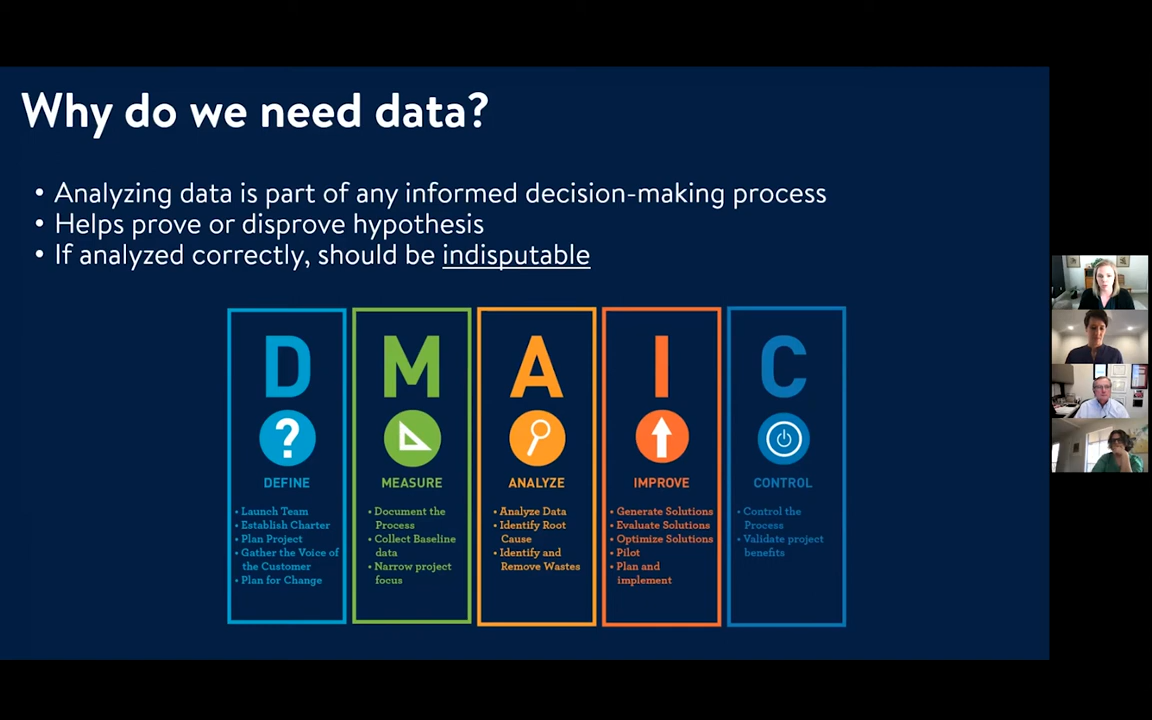 Why do we need data?
• Analyzing data is part of any informed decision-making process
• Helps prove or disprove hypothesis
• If analyzed correctly, should be indisputable
D
?
DEFINE
• Launch Team
• Establish Charter
• Plan Project
• Gather the Voice of
the Customer
• Plan for Change
M
MEASURE
• Document the
Process
• Collect Baseline
data
• Narrow project
focus
A
ANALYZE
• Analyze Data
• Identify Root
Cause
• Identify and
Remove Wastes
I
IMPROVE
• Generate Solutions
• Evaluate Solutions
• Optimize Solutions
• Pilot
• Plan and
implement
C
CONTROL
• Control the
Process
• Validate project
benefits